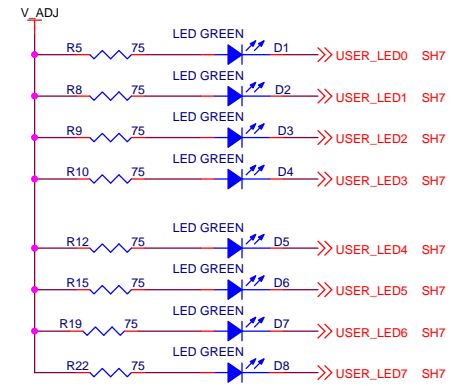 V_ADJ
LED GREEN
R5 75 D1 USER_LED0 SH7
LED GREEN
R8 75 D2 USER_LED1 SH7
LED GREEN
R9 75 D3 USER_LED2 SH7
LED GREEN
R10 75 D4 USER_LED3 SH7
LED GREEN
R12 75 D5 USER_LED4 SH7
LED GREEN
R15 75 D6 USER_LED5 SH7
LED GREEN
R19 75 D7 USER_LED6 SH7
LED GREEN
R22 75 D8 USER_LED7 SH7